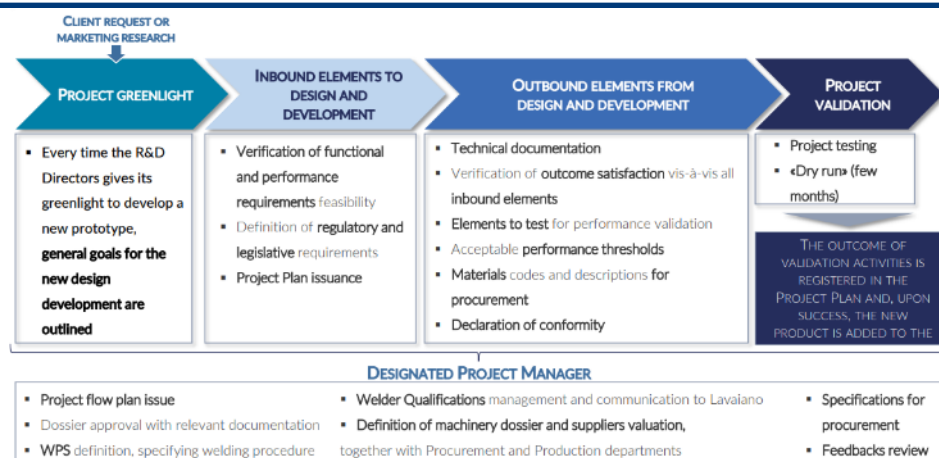 CLIENT REQUEST OR
MARKETING RESEARCH
PROJECT GREENLIGHT
INBOUND ELEMENTS TO
DESIGN AND
DEVELOPMENT
OUTBOUND ELEMENTS FROM
DESIGN AND DEVELOPMENT
PROJECT
VALIDATION
▪ Every time the R&D
Directors gives its
greenlight to develop a
new prototype,
general goals for the
new design
development are
outlined
▪ Verification of functional
and performance
requirements feasibility
▪ Definition of regulatory and
legislative requirements
▪ Project Plan issuance
▪ Technical documentation
▪ Verification of outcome satisfaction vis-à-vis all
inbound elements
▪ Elements to test for performance validation
▪ Acceptable performance thresholds
▪ Materials codes and descriptions for
procurement
▪ Declaration of conformity
▪ Project testing
▪ «Dry run» (few
months)
THE OUTCOME OF
VALIDATION ACTIVITIES IS
REGISTERED IN THE
PROJECT PLAN AND, UPON
SUCCESS, THE NEW
PRODUCT IS ADDED TO THE
DESIGNATED PROJECT MANAGER
▪ Project flow plan issue
▪ Dossier approval with relevant documentation
▪ WPS definition, specifying welding procedure
▪ Welder Qualifications management and communication to Lavaiano
▪ Definition of machinery dossier and suppliers valuation,
together with Procurement and Production departments
▪ Specifications for
procurement
▪ Feedbacks review